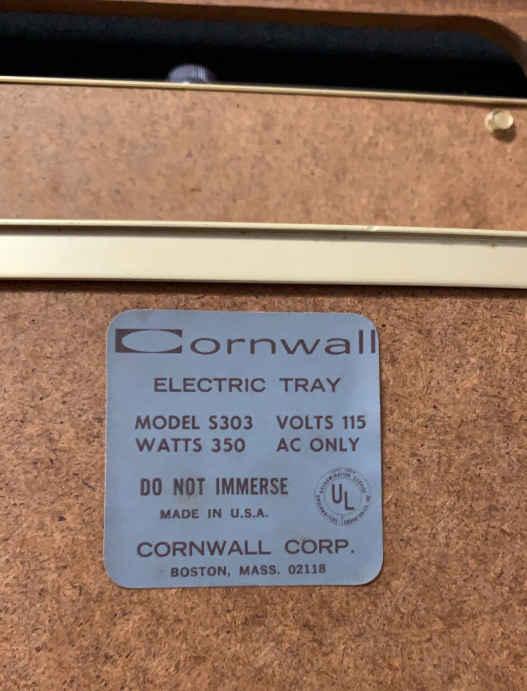 Cornwall
ELECTRIC TRAY
MODEL S303 VOLTS 115
WATTS 350 AC ONLY
DO NOT IMMERSE
UL
MADE IN U.S.A.
CORNWALL CORP.
BOSTON, MASS. 02118